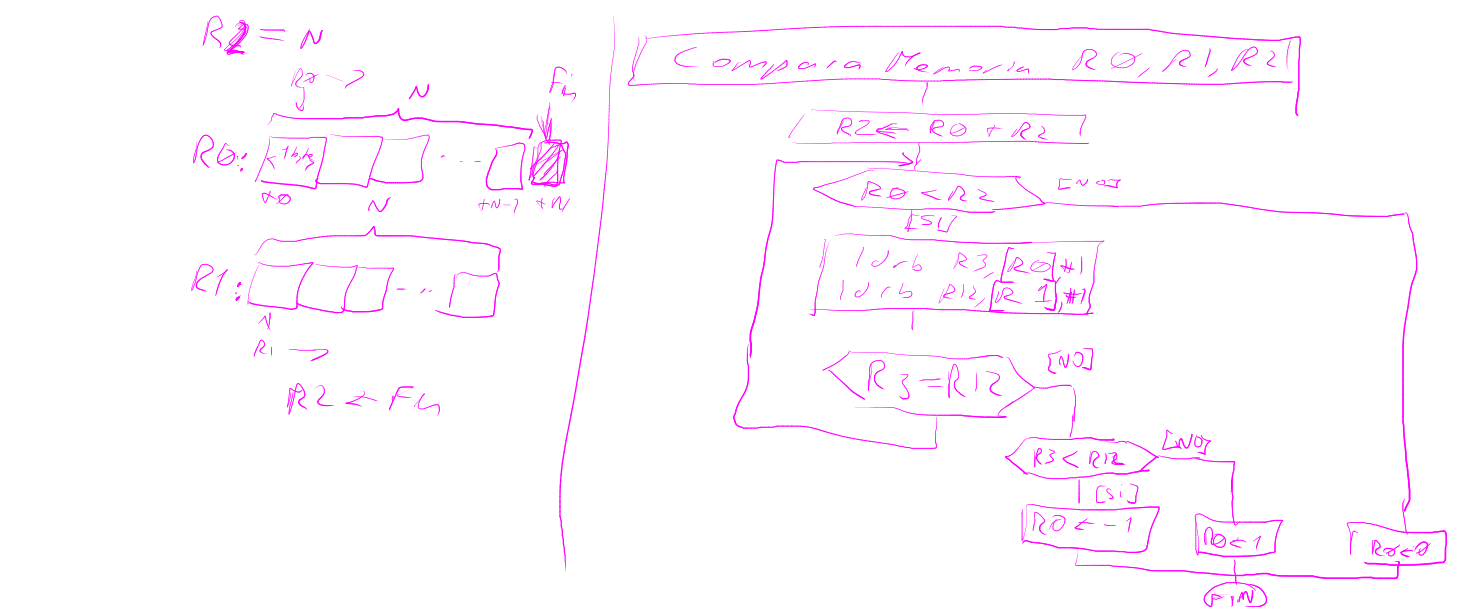 R2 = N
R0 →
N
Fin
R0:
<1byte
+0
+N-1
+N
N
R1:
R1 →
R2 ← Fin
Compara Memoria R0, R1, R2
R2 ← R0 + R2
R0 < R2
[NO]
[SI]
ldrb R3, [R0], #1
ldrb R12, [R1], #1
R3 = R12
[NO]
R3 < R12
[NO]
[Si]
R0 ← -1
R0 ← 1
R0 ← 0
FIN